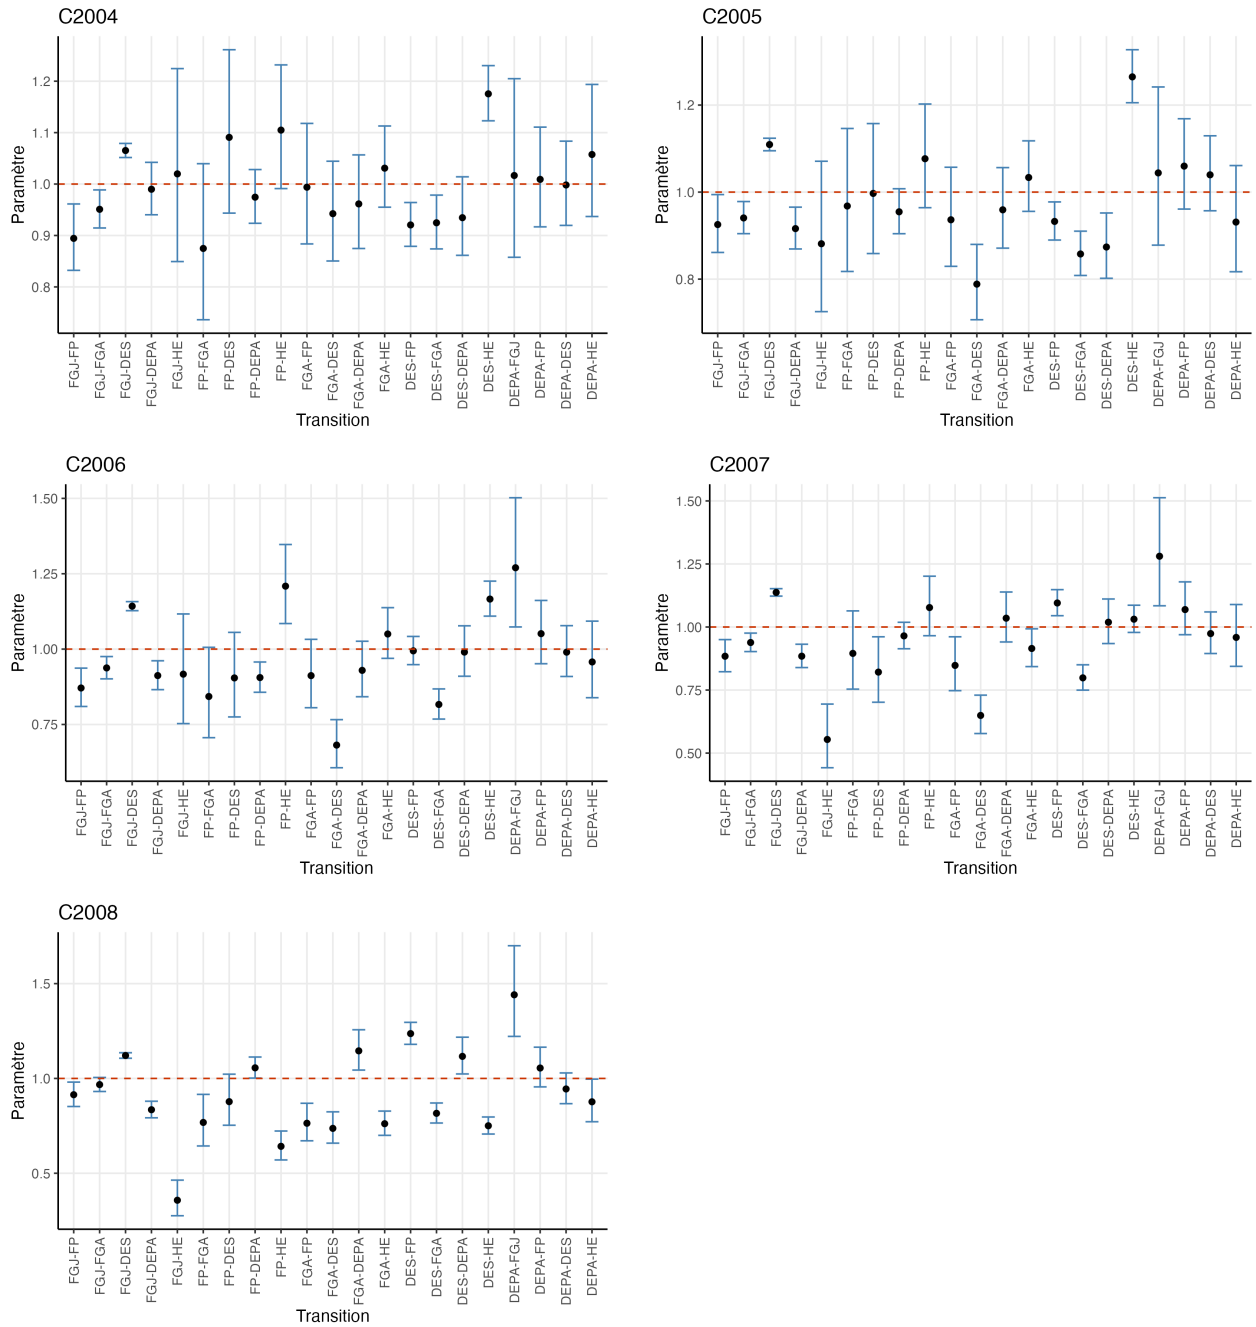 C2004
Paramètre
1.2
1.1
1.0
0.9
0.8
FGJ-FP
FGJ-FGA
FGJ-DES
FGJ-DEPA
FGJ-HE
FP-FGA
FP-DES
FP-DEPA
FP-HE
FGA-FP
FGA-DES
FGA-DEPA
FGA-HE
DES-FP
DES-FGA
DES-DEPA
DES-HE
DEPA-FGJ
DEPA-FP
DEPA-DES
DEPA-HE
Transition
C2005
Paramètre
1.2
1.0
0.8
FGJ-FP
FGJ-FGA
FGJ-DES
FGJ-DEPA
FGJ-HE
FP-FGA
FP-DES
FP-DEPA
FP-HE
FGA-FP
FGA-DES
FGA-DEPA
FGA-HE
DES-FP
DES-FGA
DES-DEPA
DES-HE
DEPA-FGJ
DEPA-FP
DEPA-DES
DEPA-HE
Transition
C2006
Paramètre
1.50
1.25
1.00
0.75
FGJ-FP
FGJ-FGA
FGJ-DES
FGJ-DEPA
FGJ-HE
FP-FGA
FP-DES
FP-DEPA
FP-HE
FGA-FP
FGA-DES
FGA-DEPA
FGA-HE
DES-FP
DES-FGA
DES-DEPA
DES-HE
DEPA-FGJ
DEPA-FP
DEPA-DES
DEPA-HE
Transition
C2007
Paramètre
1.50
1.25
1.00
0.75
0.50
FGJ-FP
FGJ-FGA
FGJ-DES
FGJ-DEPA
FGJ-HE
FP-FGA
FP-DES
FP-DEPA
FP-HE
FGA-FP
FGA-DES
FGA-DEPA
FGA-HE
DES-FP
DES-FGA
DES-DEPA
DES-HE
DEPA-FGJ
DEPA-FP
DEPA-DES
DEPA-HE
Transition
C2008
Paramètre
1.5
1.0
0.5
FGJ-FP
FGJ-FGA
FGJ-DES
FGJ-DEPA
FGJ-HE
FP-FGA
FP-DES
FP-DEPA
FP-HE
FGA-FP
FGA-DES
FGA-DEPA
FGA-HE
DES-FP
DES-FGA
DES-DEPA
DES-HE
DEPA-FGJ
DEPA-FP
DEPA-DES
DEPA-HE
Transition